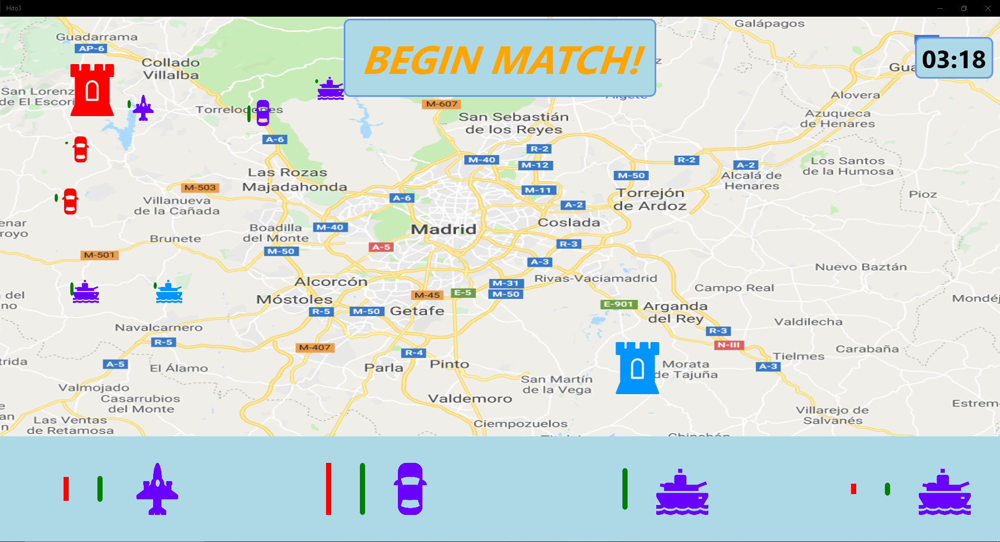 Hito3
Galápagos
Guadarrama
AP-6
BEGIN MATCH!
03:18
Collado
Villalba
San Lorenz
de El Escori
Alovera
M-607
Torrelodones
San Sebastián
de los Reyes
Azuqueca
de Henares
A-6
R-2
M-40
M-12
R-2
A-2
Los Santos
de la Humosa
Las Rozas
Majadahonda
M-50
Alcalá de
Henares
M-503
M-11
Torrejón
de Ardoz
Pioz
Villanueva
de la Cañada
A-6
A-2
enar
royo
Boadilla
del Monte
M-40
Madrid
Coslada
Brunete
M-50
A-5
R-3
M-501
A-3
Nuevo Baztán
Alcorcón
Rivas-Vaciamadrid
M-31
Campo Real
del
no
Móstoles
M-45
E-5
M-50
Mondéj
R-5
M-50
Getafe
E-901
Arganda
del Rey
Valdilecha
Navalcarnero
R-3
R-5
M-407
N-III
Carabaña
trida
A-5
El Álamo
R-4
Pinto
Parla
Tielmes
Morata
de Tajuña
A-3
San Martín
de la Vega
Valmojado
Casarrubios
del Monte
Valdemoro
Estrem
an
n
Las Ventas
de Retamosa
Villarejo de
Salvanés
Ciempozuelos